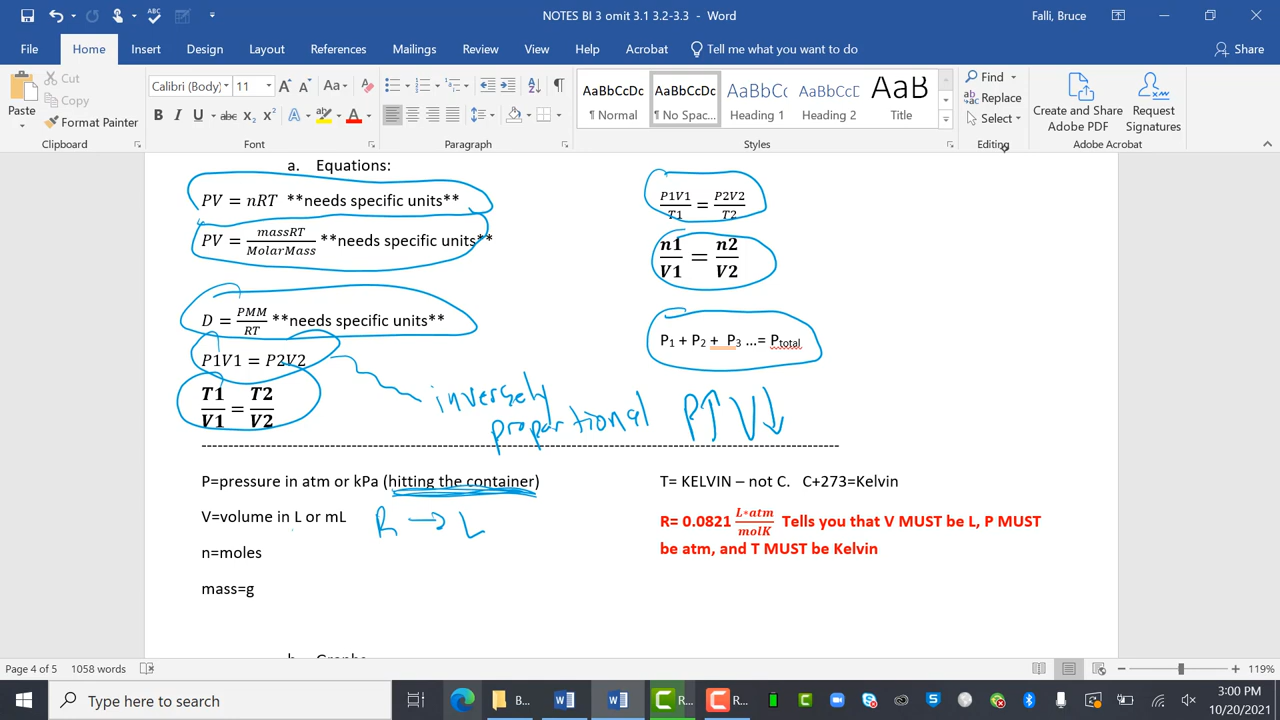 NOTES BI 3 omit 3.1 3.2-3.3 - Word
Falli, Bruce
File Home Insert Design Layout References Mailings Review View Help Acrobat Tell me what you want to do Share
Paste
Cut
Copy
Format Painter
Clipboard
Calibri (Body) 11
Font
Paragraph
AaBbCcDc AaBbCcDc AaBbCc AaBbCcD AaB
¶ Normal ¶ No Spac... Heading 1 Heading 2 Title
Styles
Find
Replace
Select
Editing
Create and Share Adobe PDF
Request Signatures
Adobe Acrobat
a. Equations:
PV = nRT **needs specific units**
PV = massRT/MolarMass **needs specific units**
D = PMM/RT **needs specific units**
P1V1 = P2V2
T1/V1 = T2/V2
P1V1/T1 = P2V2/T2
n1/V1 = n2/V2
P1 + P2 + P3 ...= Ptotal
inversely
proportional P↑ V↓
--------------------------------------------------------------------------------
P=pressure in atm or kPa (hitting the container)
V=volume in L or mL R → L
n=moles
mass=g
T= KELVIN – not C. C+273=Kelvin
R= 0.0821 L*atm/molK Tells you that V MUST be L, P MUST
be atm, and T MUST be Kelvin
Page 4 of 5 1058 words 119%
Type here to search
B...
R...
R...
3:00 PM
10/20/2021